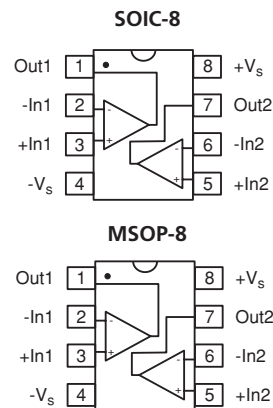 SOIC-8
Out1 1 8 +Vs
-In1 2 7 Out2
+In1 3 6 -In2
-Vs 4 5 +In2
- + - +
MSOP-8
Out1 1 8 +Vs
-In1 2 7 Out2
+In1 3 6 -In2
-Vs 4 5 +In2
- + - +